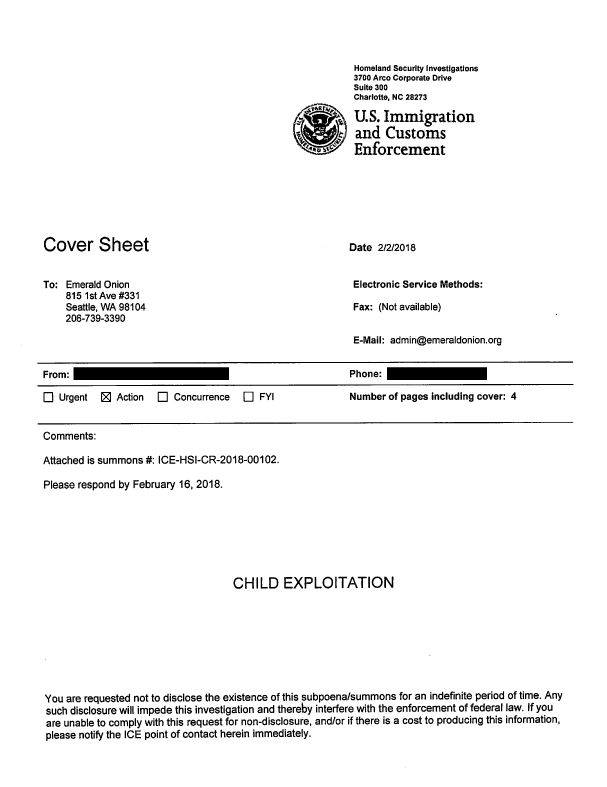 Homeland Security Investigations
3700 Arco Corporate Drive
Suite 300
Charlotte, NC 28273
U.S. Immigration
and Customs
Enforcement
U.S. DEPARTMENT OF
HOMELAND SECURITY
Cover Sheet
Date 2/2/2018
To: Emerald Onion
815 1st Ave #331
Seattle, WA 98104
206-739-3390
Electronic Service Methods:
Fax: (Not available)
E-Mail: admin@emeraldonion.org
From:
Phone:
☐ Urgent ☒ Action ☐ Concurrence ☐ FYI
Number of pages including cover: 4
Comments:
Attached is summons #: ICE-HSI-CR-2018-00102.
Please respond by February 16, 2018.
CHILD EXPLOITATION
You are requested not to disclose the existence of this subpoena/summons for an indefinite period of time. Any
such disclosure will impede this investigation and thereby interfere with the enforcement of federal law. If you
are unable to comply with this request for non-disclosure, and/or if there is a cost to producing this information,
please notify the ICE point of contact herein immediately.